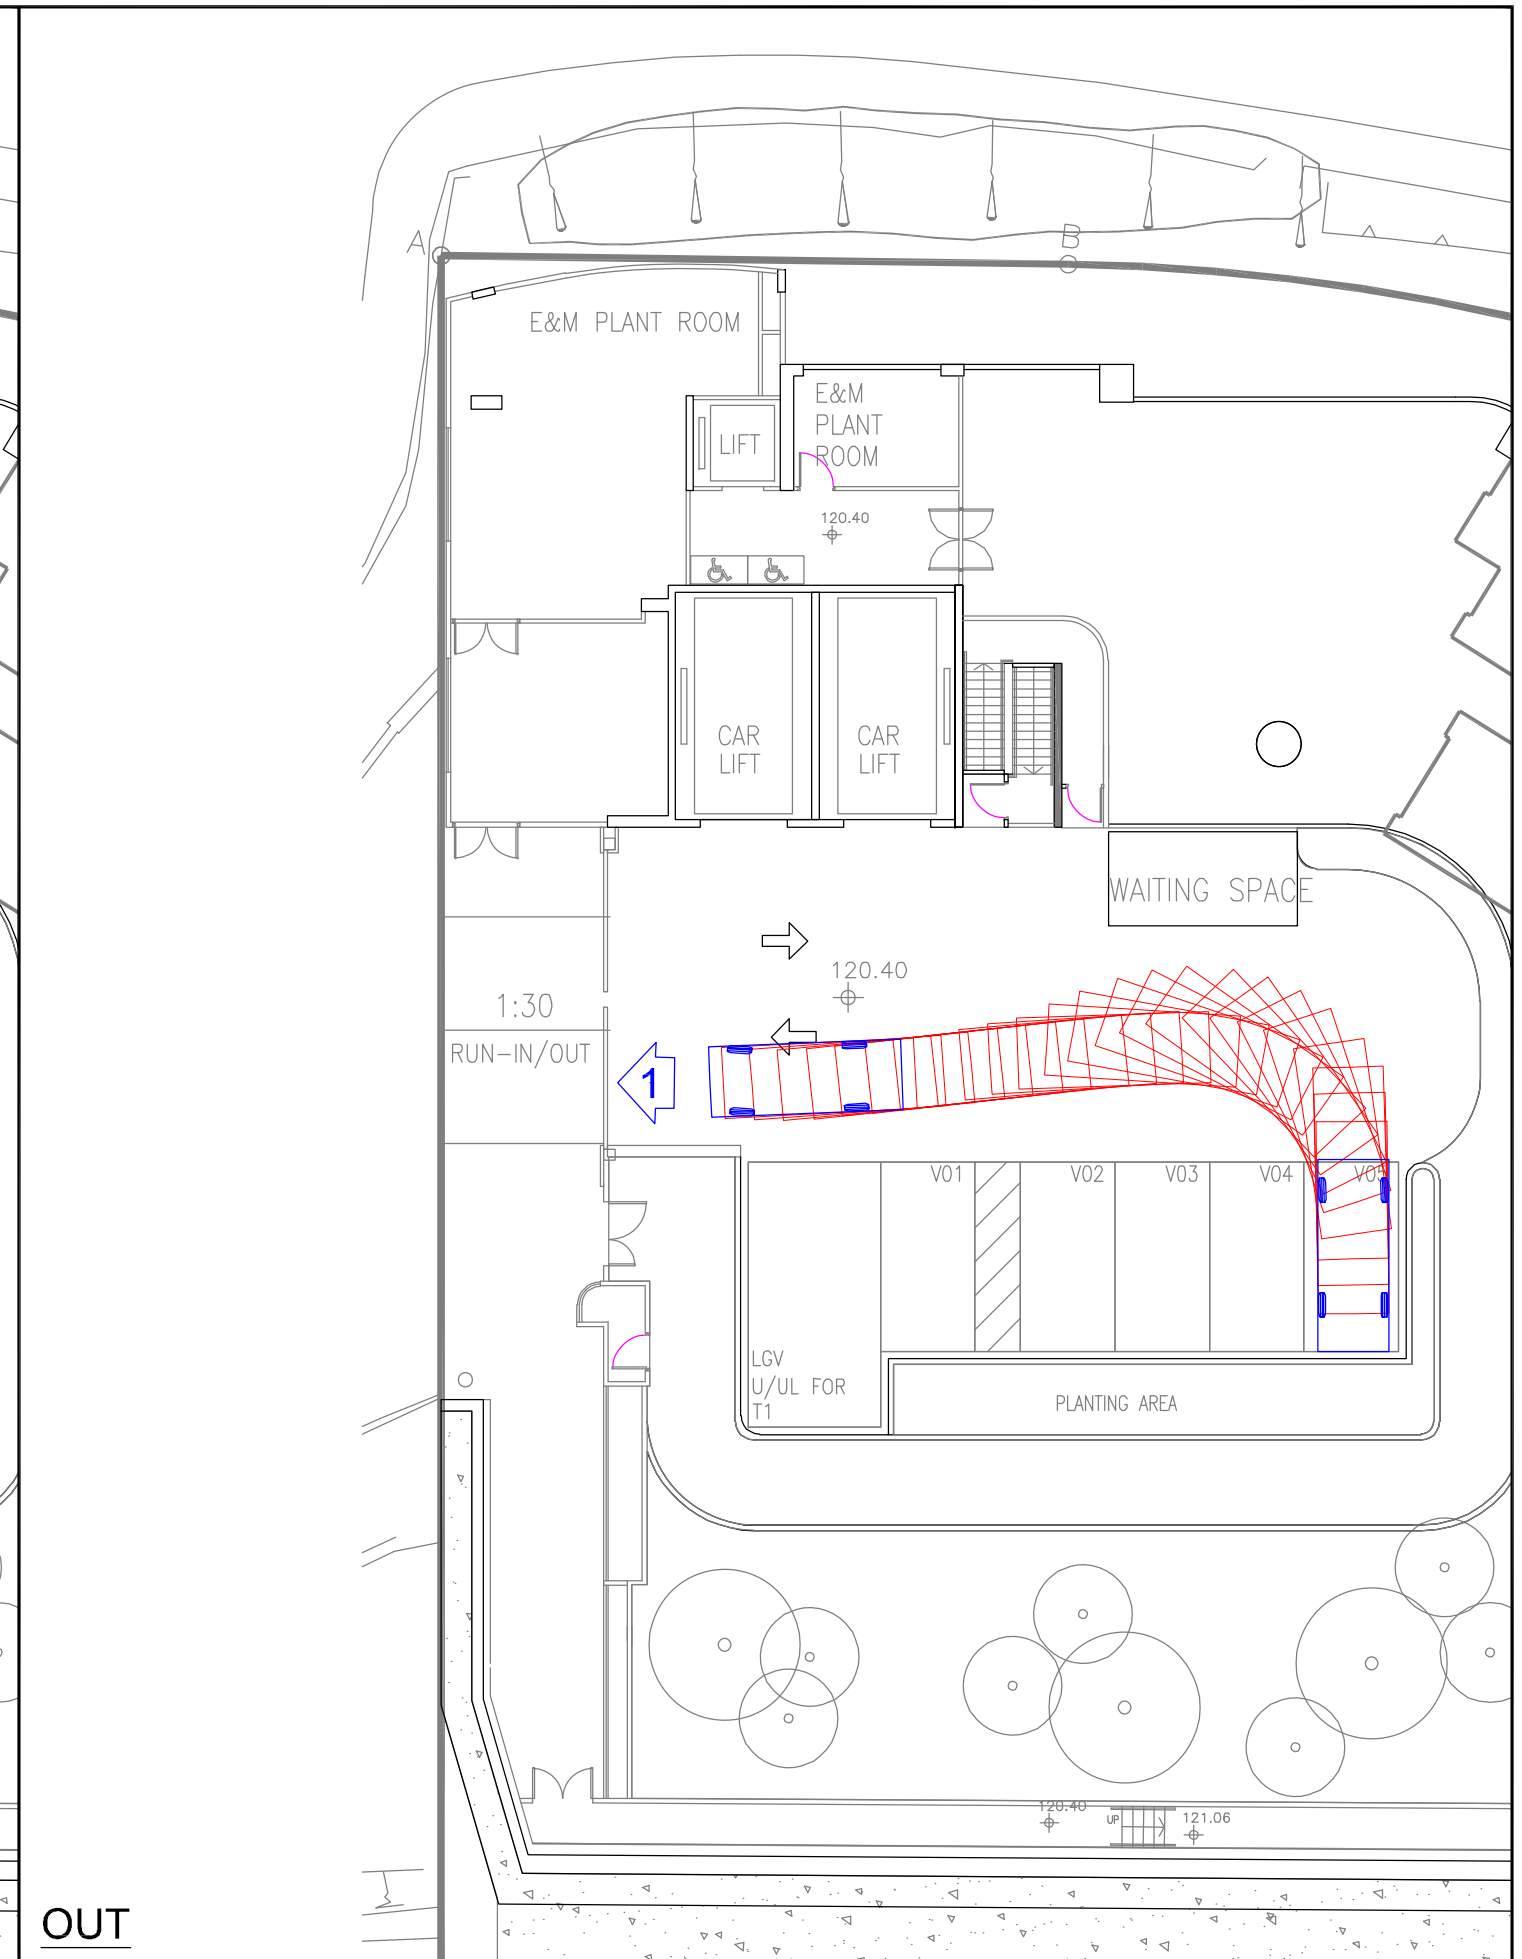 A
B
E&M PLANT ROOM
E&M
PLANT
ROOM
LIFT
120.40
CAR
LIFT
CAR
LIFT
WAITING SPACE
120.40
1:30
RUN-IN/OUT
1
V01
V02
V03
V04
V05
LGV
U/UL FOR
T1
PLANTING AREA
120.40
UP
121.06
OUT